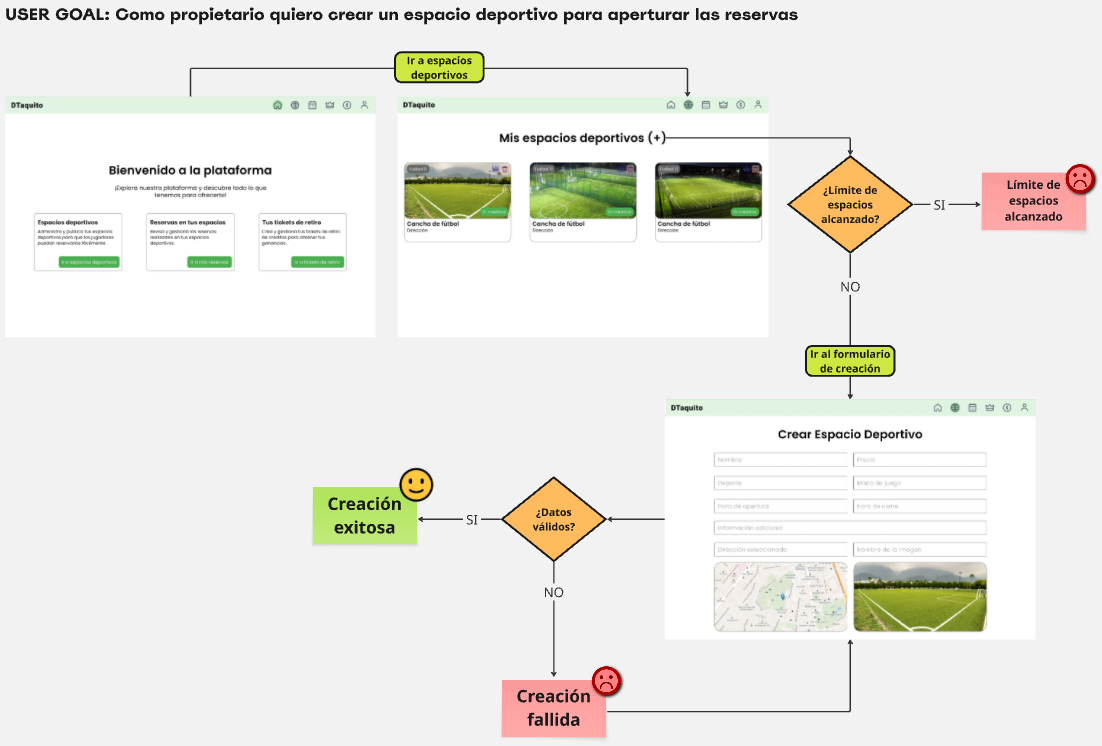 USER GOAL: Como propietario quiero crear un espacio deportivo para aperturar las reservas
Ir a espacios
deportivos
DTaquito
Bienvenido a la plataforma
¡Explora nuestra plataforma y descubre todo lo que
tenemos para ofrecerte!
Espacios deportivos
Administra y publica tus espacios
deportivos para que los jugadores
puedan reservarlos fácilmente.
Ir a espacios deportivos
Reservas en tus espacios
Revisa y gestiona las reservas
realizadas en tus espacios
deportivos.
Ir a mis reservas
Tus tickets de retiro
Crea y gestiona tus tickets de retiro
de créditos para obtener tus
ganancias.
Ir a tickets de retiro
DTaquito
Mis espacios deportivos (+)
Fútbol 11
Cancha de fútbol
Dirección
Fútbol 11
Cancha de fútbol
Dirección
Fútbol 11
Cancha de fútbol
Dirección
¿Límite de
espacios
alcanzado?
SI
Límite de
espacios
alcanzado
NO
Ir al formulario
de creación
DTaquito
Crear Espacio Deportivo
Nombre
Precio
Deporte
Modo de juego
Hora de apertura
Hora de cierre
Información adicional
Dirección seleccionada
Nombre de la imagen
¿Datos
válidos?
SI
Creación
exitosa
NO
Creación
fallida